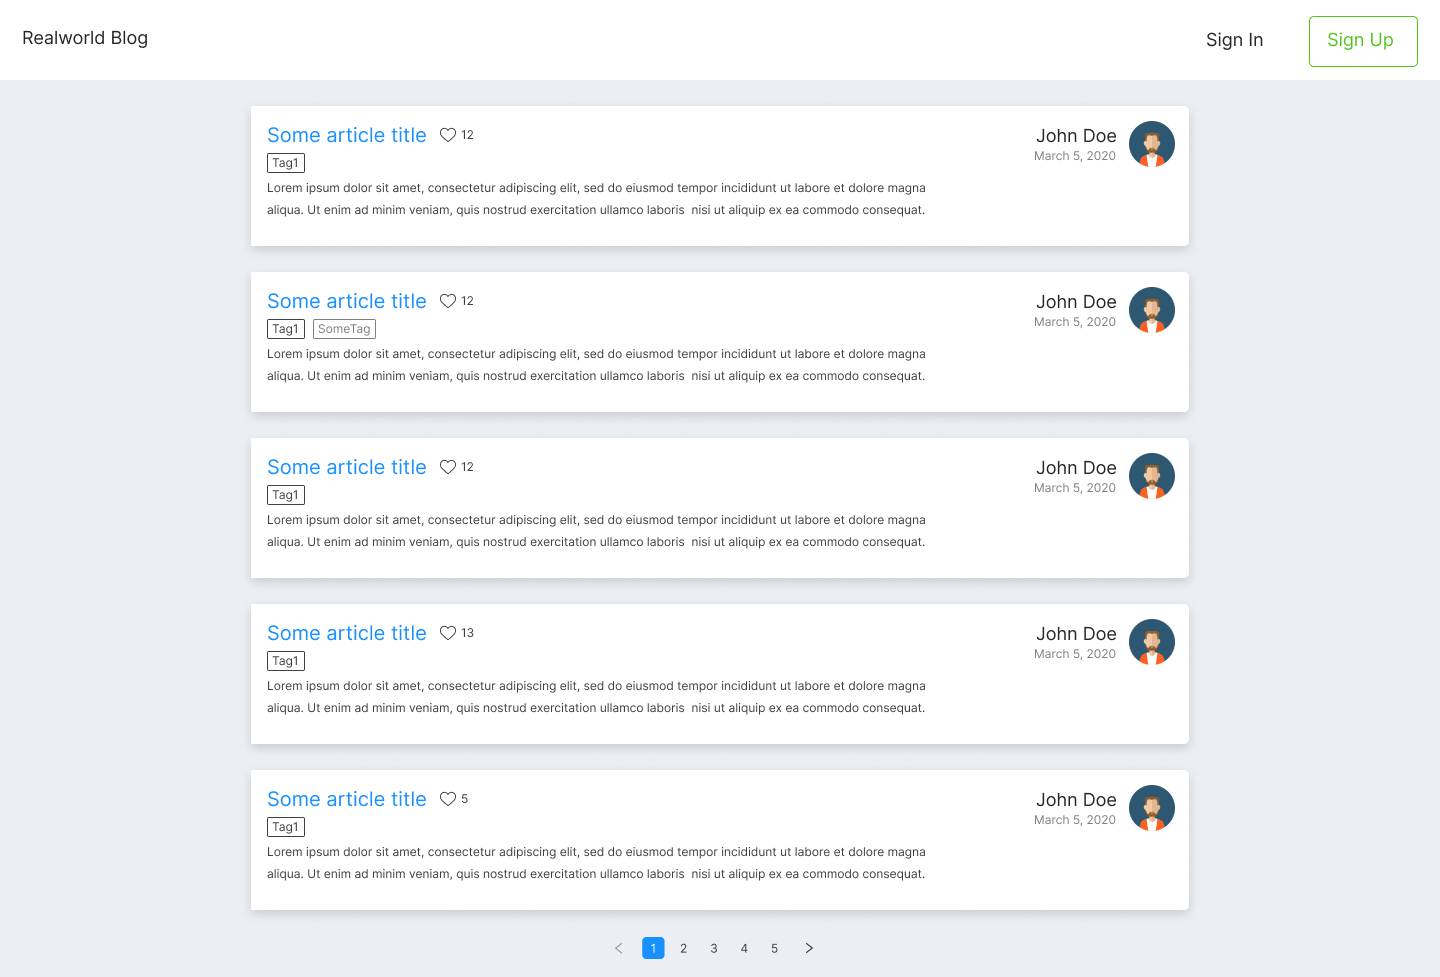 Realworld Blog
Sign In
Sign Up
Some article title 12
John Doe
March 5, 2020
Tag1
Lorem ipsum dolor sit amet, consectetur adipiscing elit, sed do eiusmod tempor incididunt ut labore et dolore magna
aliqua. Ut enim ad minim veniam, quis nostrud exercitation ullamco laboris  nisi ut aliquip ex ea commodo consequat.
Some article title 12
John Doe
March 5, 2020
Tag1 SomeTag
Lorem ipsum dolor sit amet, consectetur adipiscing elit, sed do eiusmod tempor incididunt ut labore et dolore magna
aliqua. Ut enim ad minim veniam, quis nostrud exercitation ullamco laboris  nisi ut aliquip ex ea commodo consequat.
Some article title 12
John Doe
March 5, 2020
Tag1
Lorem ipsum dolor sit amet, consectetur adipiscing elit, sed do eiusmod tempor incididunt ut labore et dolore magna
aliqua. Ut enim ad minim veniam, quis nostrud exercitation ullamco laboris  nisi ut aliquip ex ea commodo consequat.
Some article title 13
John Doe
March 5, 2020
Tag1
Lorem ipsum dolor sit amet, consectetur adipiscing elit, sed do eiusmod tempor incididunt ut labore et dolore magna
aliqua. Ut enim ad minim veniam, quis nostrud exercitation ullamco laboris  nisi ut aliquip ex ea commodo consequat.
Some article title 5
John Doe
March 5, 2020
Tag1
Lorem ipsum dolor sit amet, consectetur adipiscing elit, sed do eiusmod tempor incididunt ut labore et dolore magna
aliqua. Ut enim ad minim veniam, quis nostrud exercitation ullamco laboris  nisi ut aliquip ex ea commodo consequat.
1 2 3 4 5